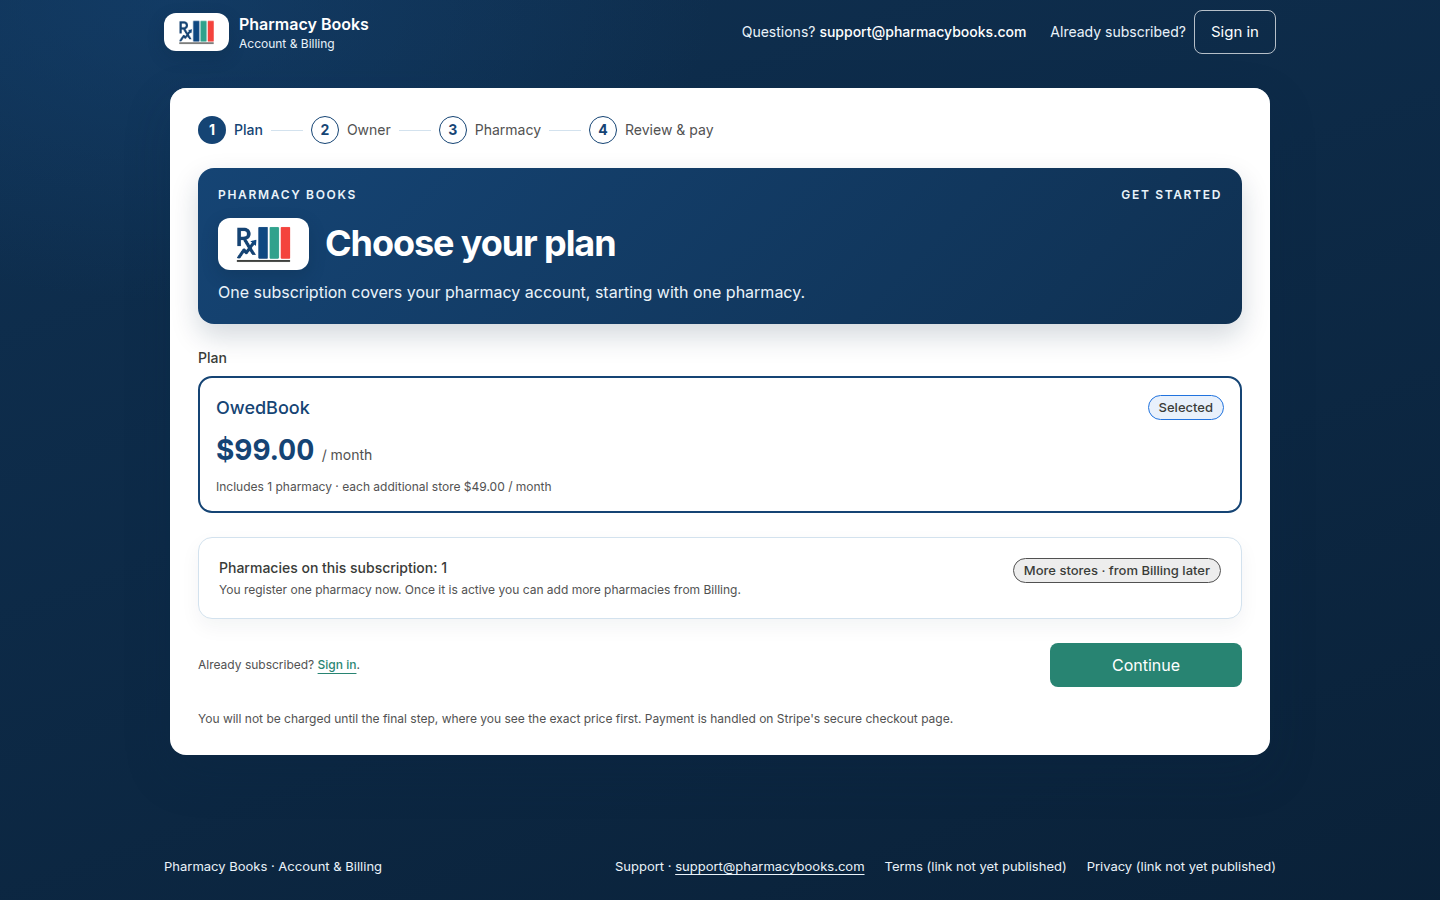 Pharmacy Books
Account & Billing
Questions? support@pharmacybooks.com
Already subscribed?
Sign in
1 Plan
2 Owner
3 Pharmacy
4 Review & pay
PHARMACY BOOKS
GET STARTED
Choose your plan
One subscription covers your pharmacy account, starting with one pharmacy.
Plan
OwedBook
Selected
$99.00 / month
Includes 1 pharmacy · each additional store $49.00 / month
Pharmacies on this subscription: 1
More stores · from Billing later
You register one pharmacy now. Once it is active you can add more pharmacies from Billing.
Already subscribed? Sign in.
Continue
You will not be charged until the final step, where you see the exact price first. Payment is handled on Stripe's secure checkout page.
Pharmacy Books · Account & Billing
Support · support@pharmacybooks.com
Terms (link not yet published)
Privacy (link not yet published)